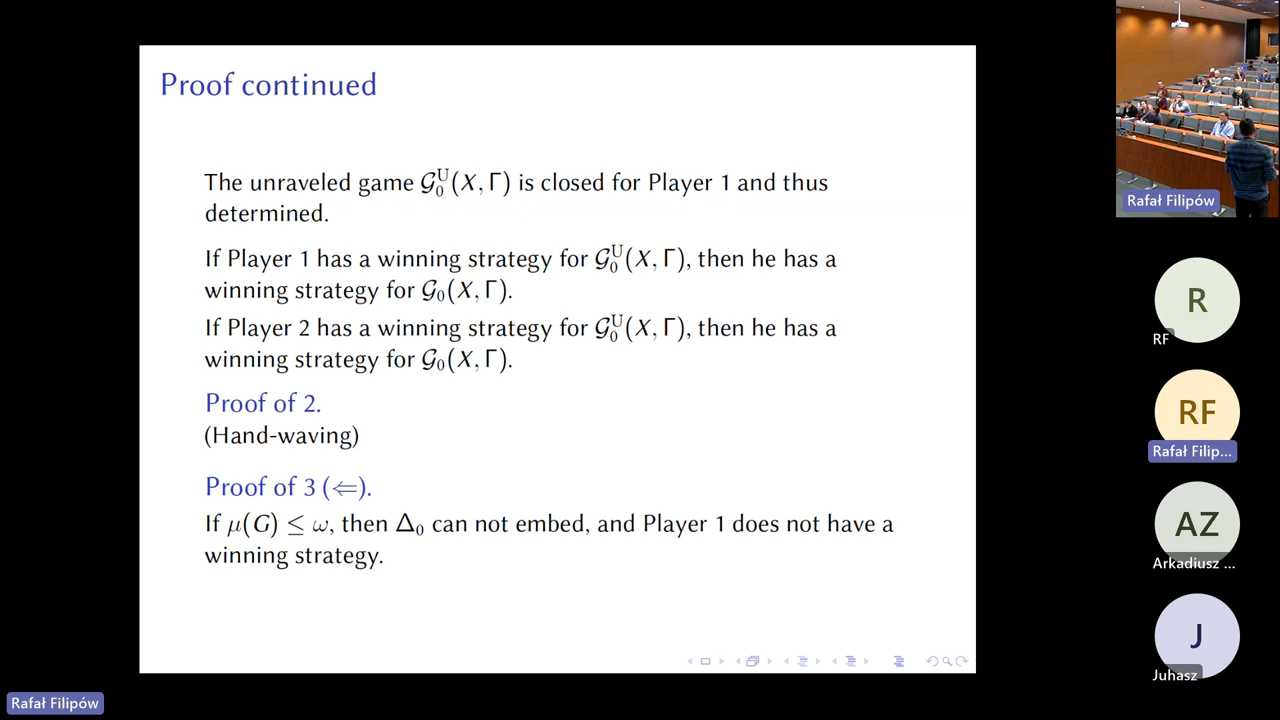 Proof continued
The unraveled game 𝒢₀ᵁ(X, Γ) is closed for Player 1 and thus
determined.
If Player 1 has a winning strategy for 𝒢₀ᵁ(X, Γ), then he has a
winning strategy for 𝒢₀(X, Γ).
If Player 2 has a winning strategy for 𝒢₀ᵁ(X, Γ), then he has a
winning strategy for 𝒢₀(X, Γ).
Proof of 2.
(Hand-waving)
Proof of 3 (⇐).
If μ(G) ≤ ω, then Δ₀ can not embed, and Player 1 does not have a
winning strategy.
Rafał Filipów
R
RF
RF
Rafał Filip...
AZ
Arkadiusz ...
J
Juhasz
Rafał Filipów